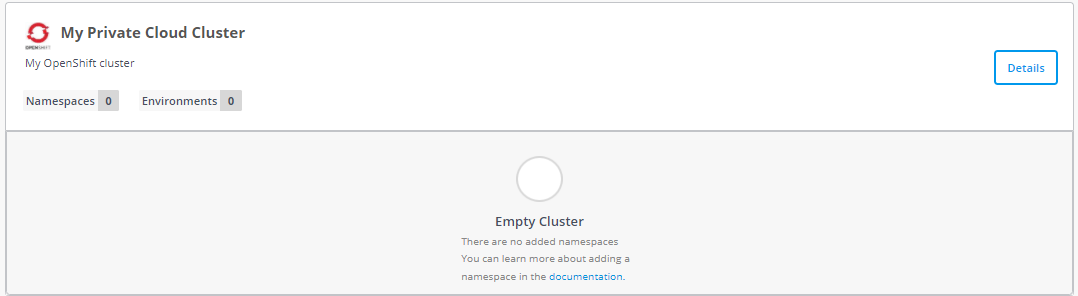 My Private Cloud Cluster
OPENSHIFT
My OpenShift cluster
Details
Namespaces 0
Environments 0
Empty Cluster
There are no added namespaces
You can learn more about adding a
namespace in the documentation.